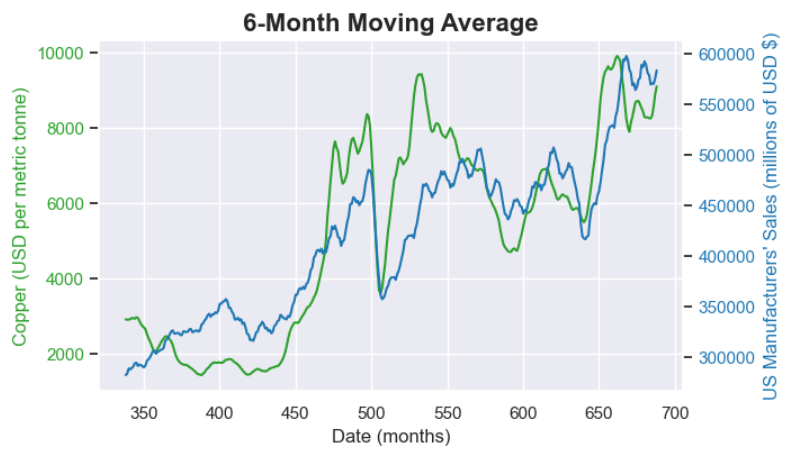 6-Month Moving Average
Copper (USD per metric tonne)
10000
8000
6000
4000
2000
600000
550000
500000
450000
400000
350000
300000
US Manufacturers' Sales (millions of USD $)
350 400 450 500 550 600 650 700
Date (months)